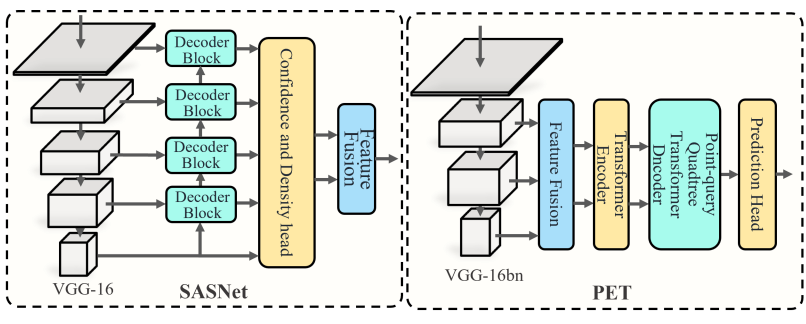 Decoder
Block
Decoder
Block
Decoder
Block
Decoder
Block
Confidence and Density head
Feature
Fusion
VGG-16
SASNet
Feature Fusion
Transformer
Encoder
Point-query
Quadtree
Transformer
Dncoder
Prediction Head
VGG-16bn
PET